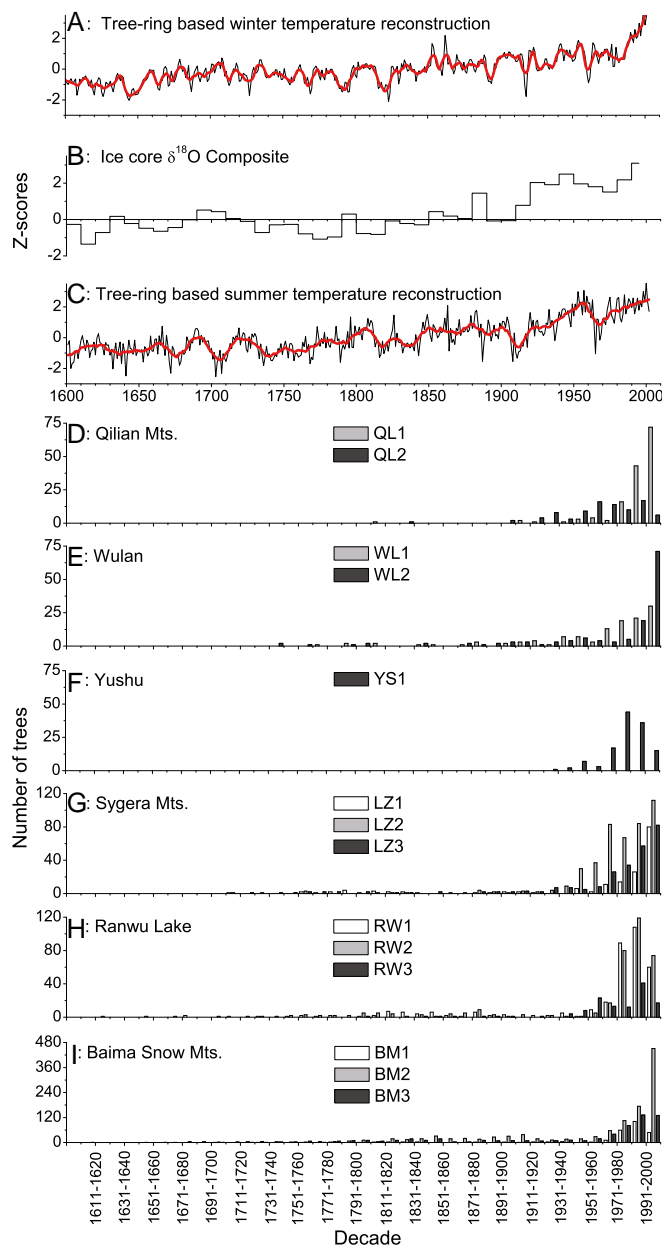 A: Tree-ring based winter temperature reconstruction
2
0
-2
B: Ice core δ18O Composite
2
0
-2
Z-scores
C: Tree-ring based summer temperature reconstruction
2
0
-2
1600 1650 1700 1750 1800 1850 1900 1950 2000
D: Qilian Mts.
QL1
QL2
75
50
25
0
E: Wulan
WL1
WL2
75
50
25
0
F: Yushu
YS1
75
50
25
0
Number of trees
G: Sygera Mts.
LZ1
LZ2
LZ3
120
80
40
0
H: Ranwu Lake
RW1
RW2
RW3
120
80
40
0
I: Baima Snow Mts.
BM1
BM2
BM3
480
360
240
120
0
1611-1620
1631-1640
1651-1660
1671-1680
1691-1700
1711-1720
1731-1740
1751-1760
1771-1780
1791-1800
1811-1820
1831-1840
1851-1860
1871-1880
1891-1900
1911-1920
1931-1940
1951-1960
1971-1980
1991-2000
Decade